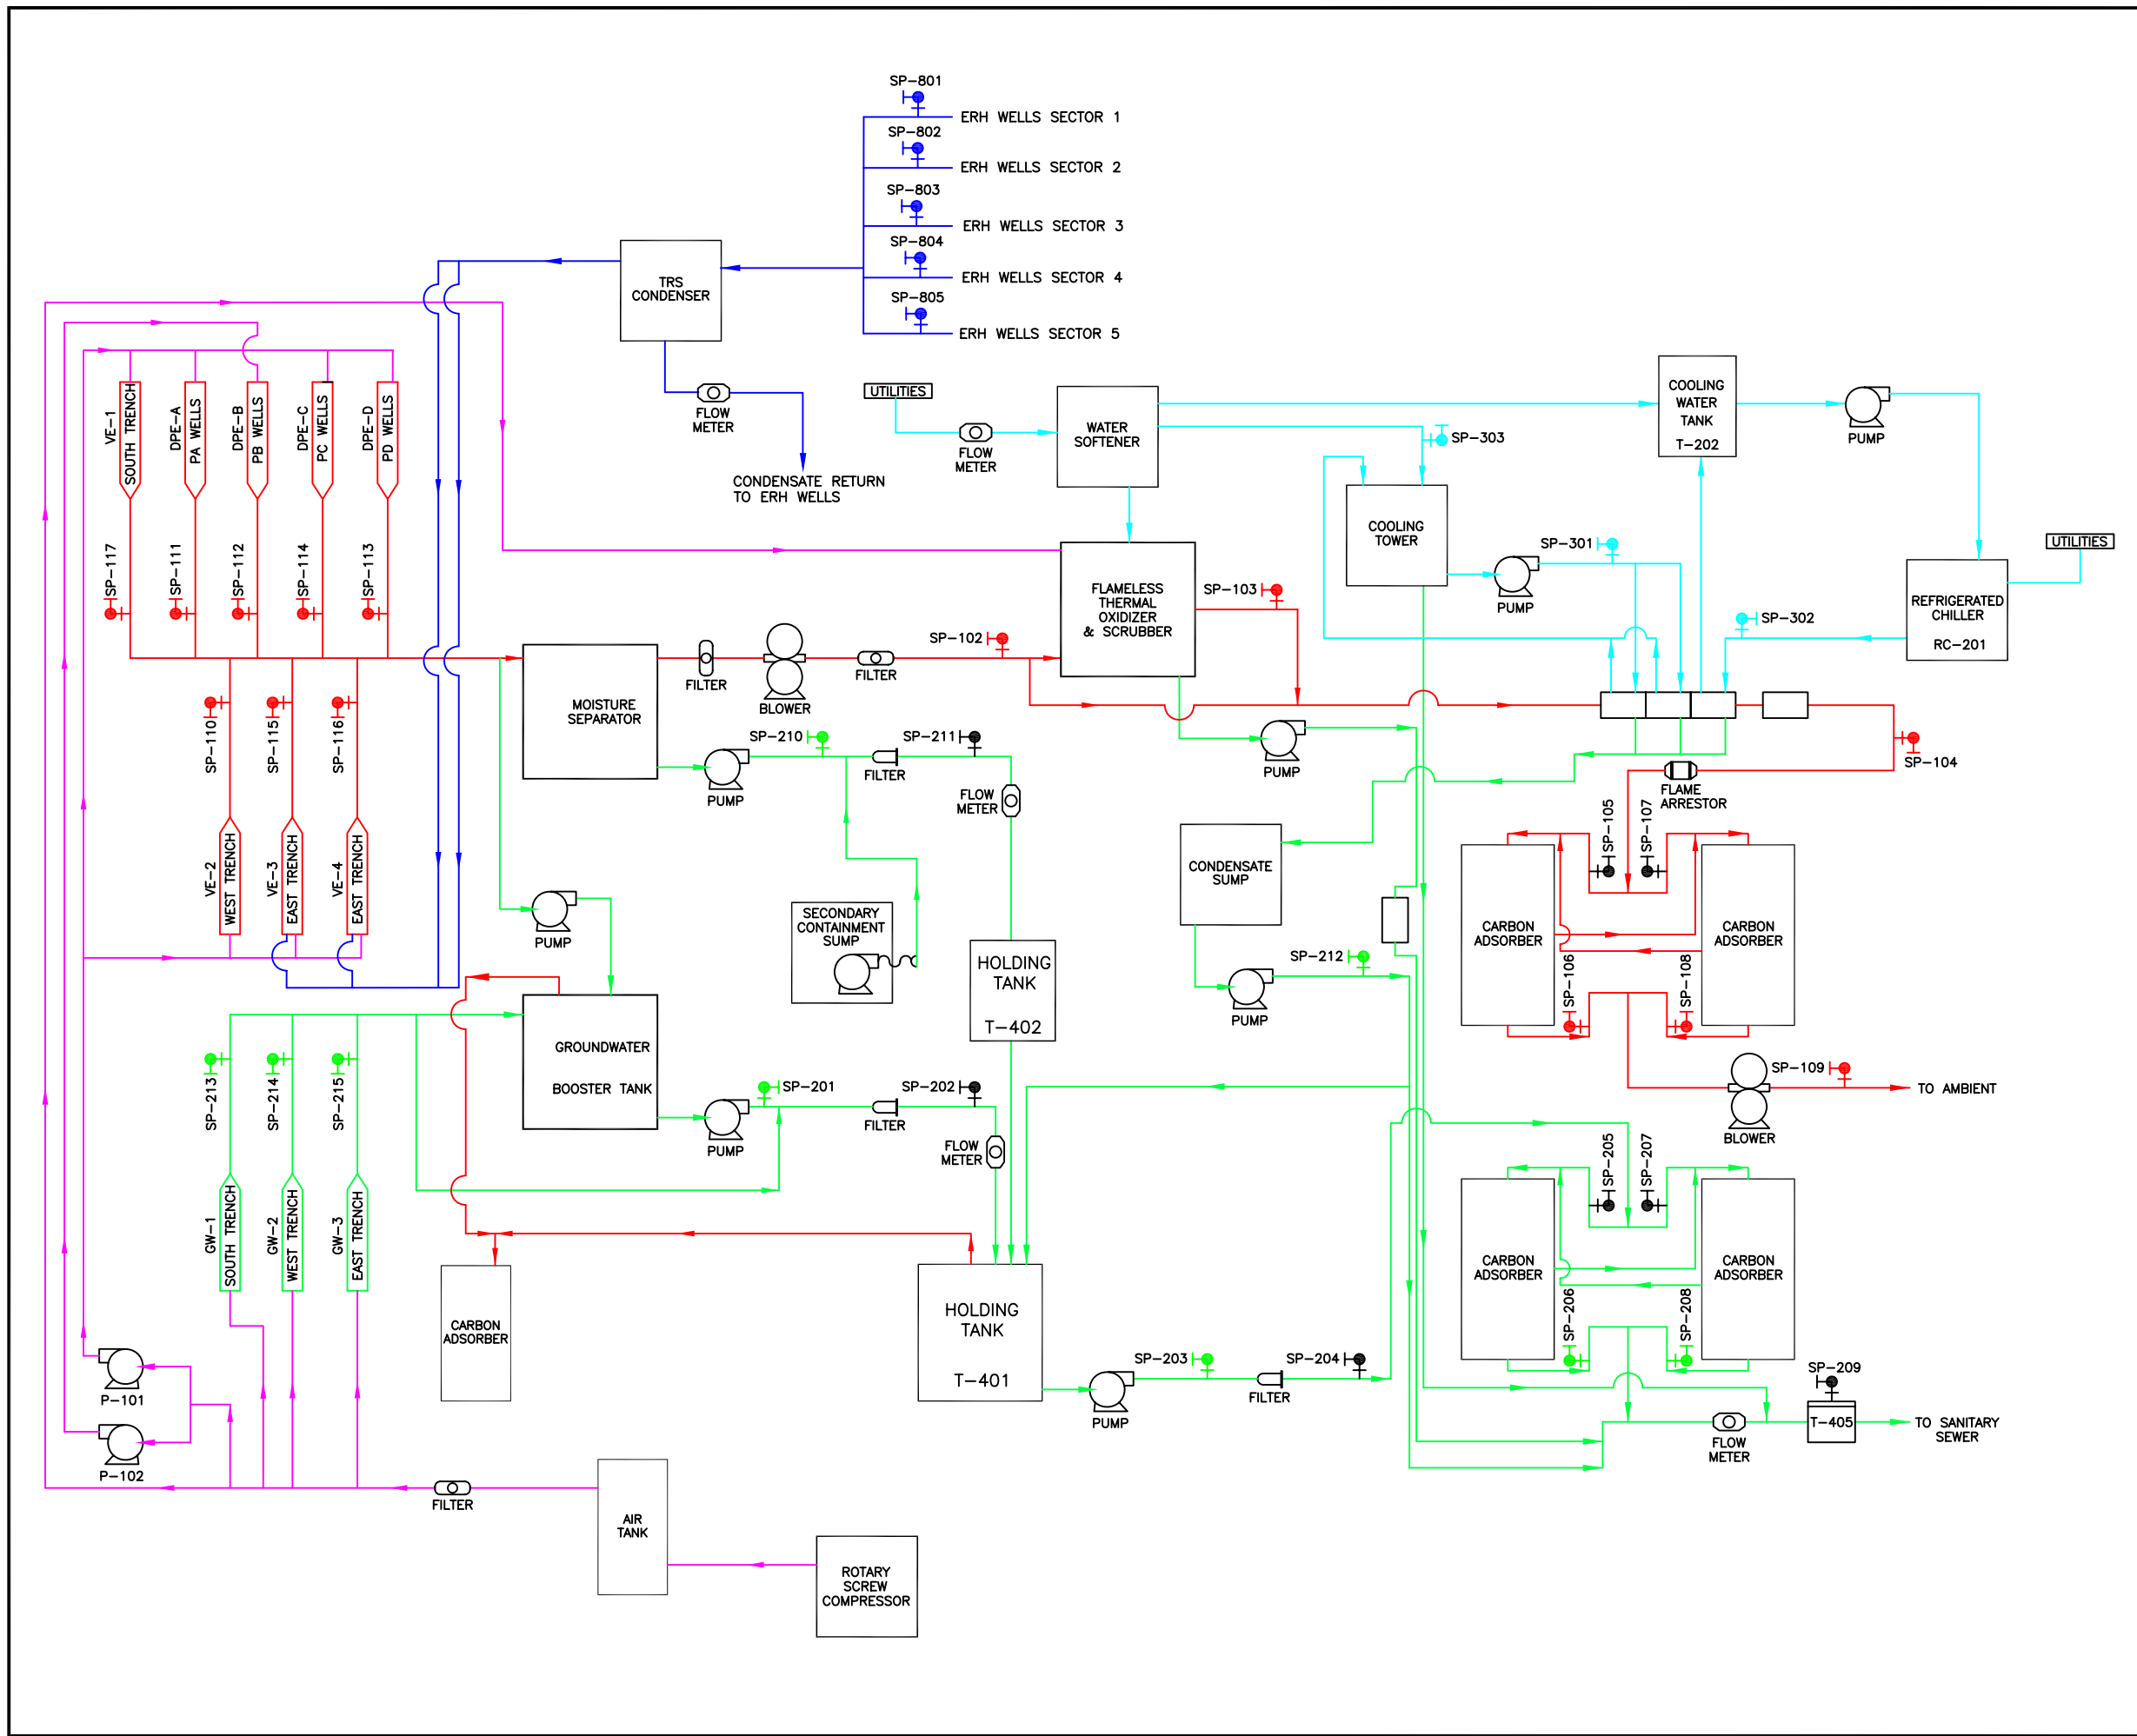 SP-801
ERH WELLS SECTOR 1
SP-802
ERH WELLS SECTOR 2
SP-803
ERH WELLS SECTOR 3
SP-804
ERH WELLS SECTOR 4
SP-805
ERH WELLS SECTOR 5
TRS
CONDENSER
FLOW
METER
CONDENSATE RETURN
TO ERH WELLS
UTILITIES
FLOW
METER
WATER
SOFTENER
SP-303
COOLING
WATER
TANK
T-202
PUMP
UTILITIES
REFRIGERATED
CHILLER
RC-201
COOLING
TOWER
SP-301
PUMP
SP-302
VE-1
SOUTH TRENCH
DPE-A
PA WELLS
DPE-B
PB WELLS
DPE-C
PC WELLS
DPE-D
PD WELLS
SP-117
SP-111
SP-112
SP-114
SP-113
FLAMELESS
THERMAL
OXIDIZER
& SCRUBBER
SP-103
SP-102
FILTER
BLOWER
FILTER
MOISTURE
SEPARATOR
SP-110
SP-115
SP-116
VE-2
WEST TRENCH
VE-3
EAST TRENCH
VE-4
EAST TRENCH
PUMP
SP-210
FILTER
SP-211
FLOW
METER
PUMP
SP-104
FLAME
ARRESTOR
SP-105
SP-107
CARBON
ADSORBER
CARBON
ADSORBER
SP-106
SP-108
CONDENSATE
SUMP
PUMP
SP-212
SECONDARY
CONTAINMENT
SUMP
PUMP
HOLDING
TANK
T-402
GROUNDWATER
BOOSTER TANK
SP-213
SP-214
SP-215
GW-1
SOUTH TRENCH
GW-2
WEST TRENCH
GW-3
EAST TRENCH
PUMP
SP-201
FILTER
SP-202
FLOW
METER
SP-109
BLOWER
TO AMBIENT
SP-205
SP-207
CARBON
ADSORBER
CARBON
ADSORBER
SP-206
SP-208
CARBON
ADSORBER
HOLDING
TANK
T-401
PUMP
SP-203
FILTER
SP-204
SP-209
T-405
FLOW
METER
TO SANITARY
SEWER
P-101
P-102
FILTER
AIR
TANK
ROTARY
SCREW
COMPRESSOR